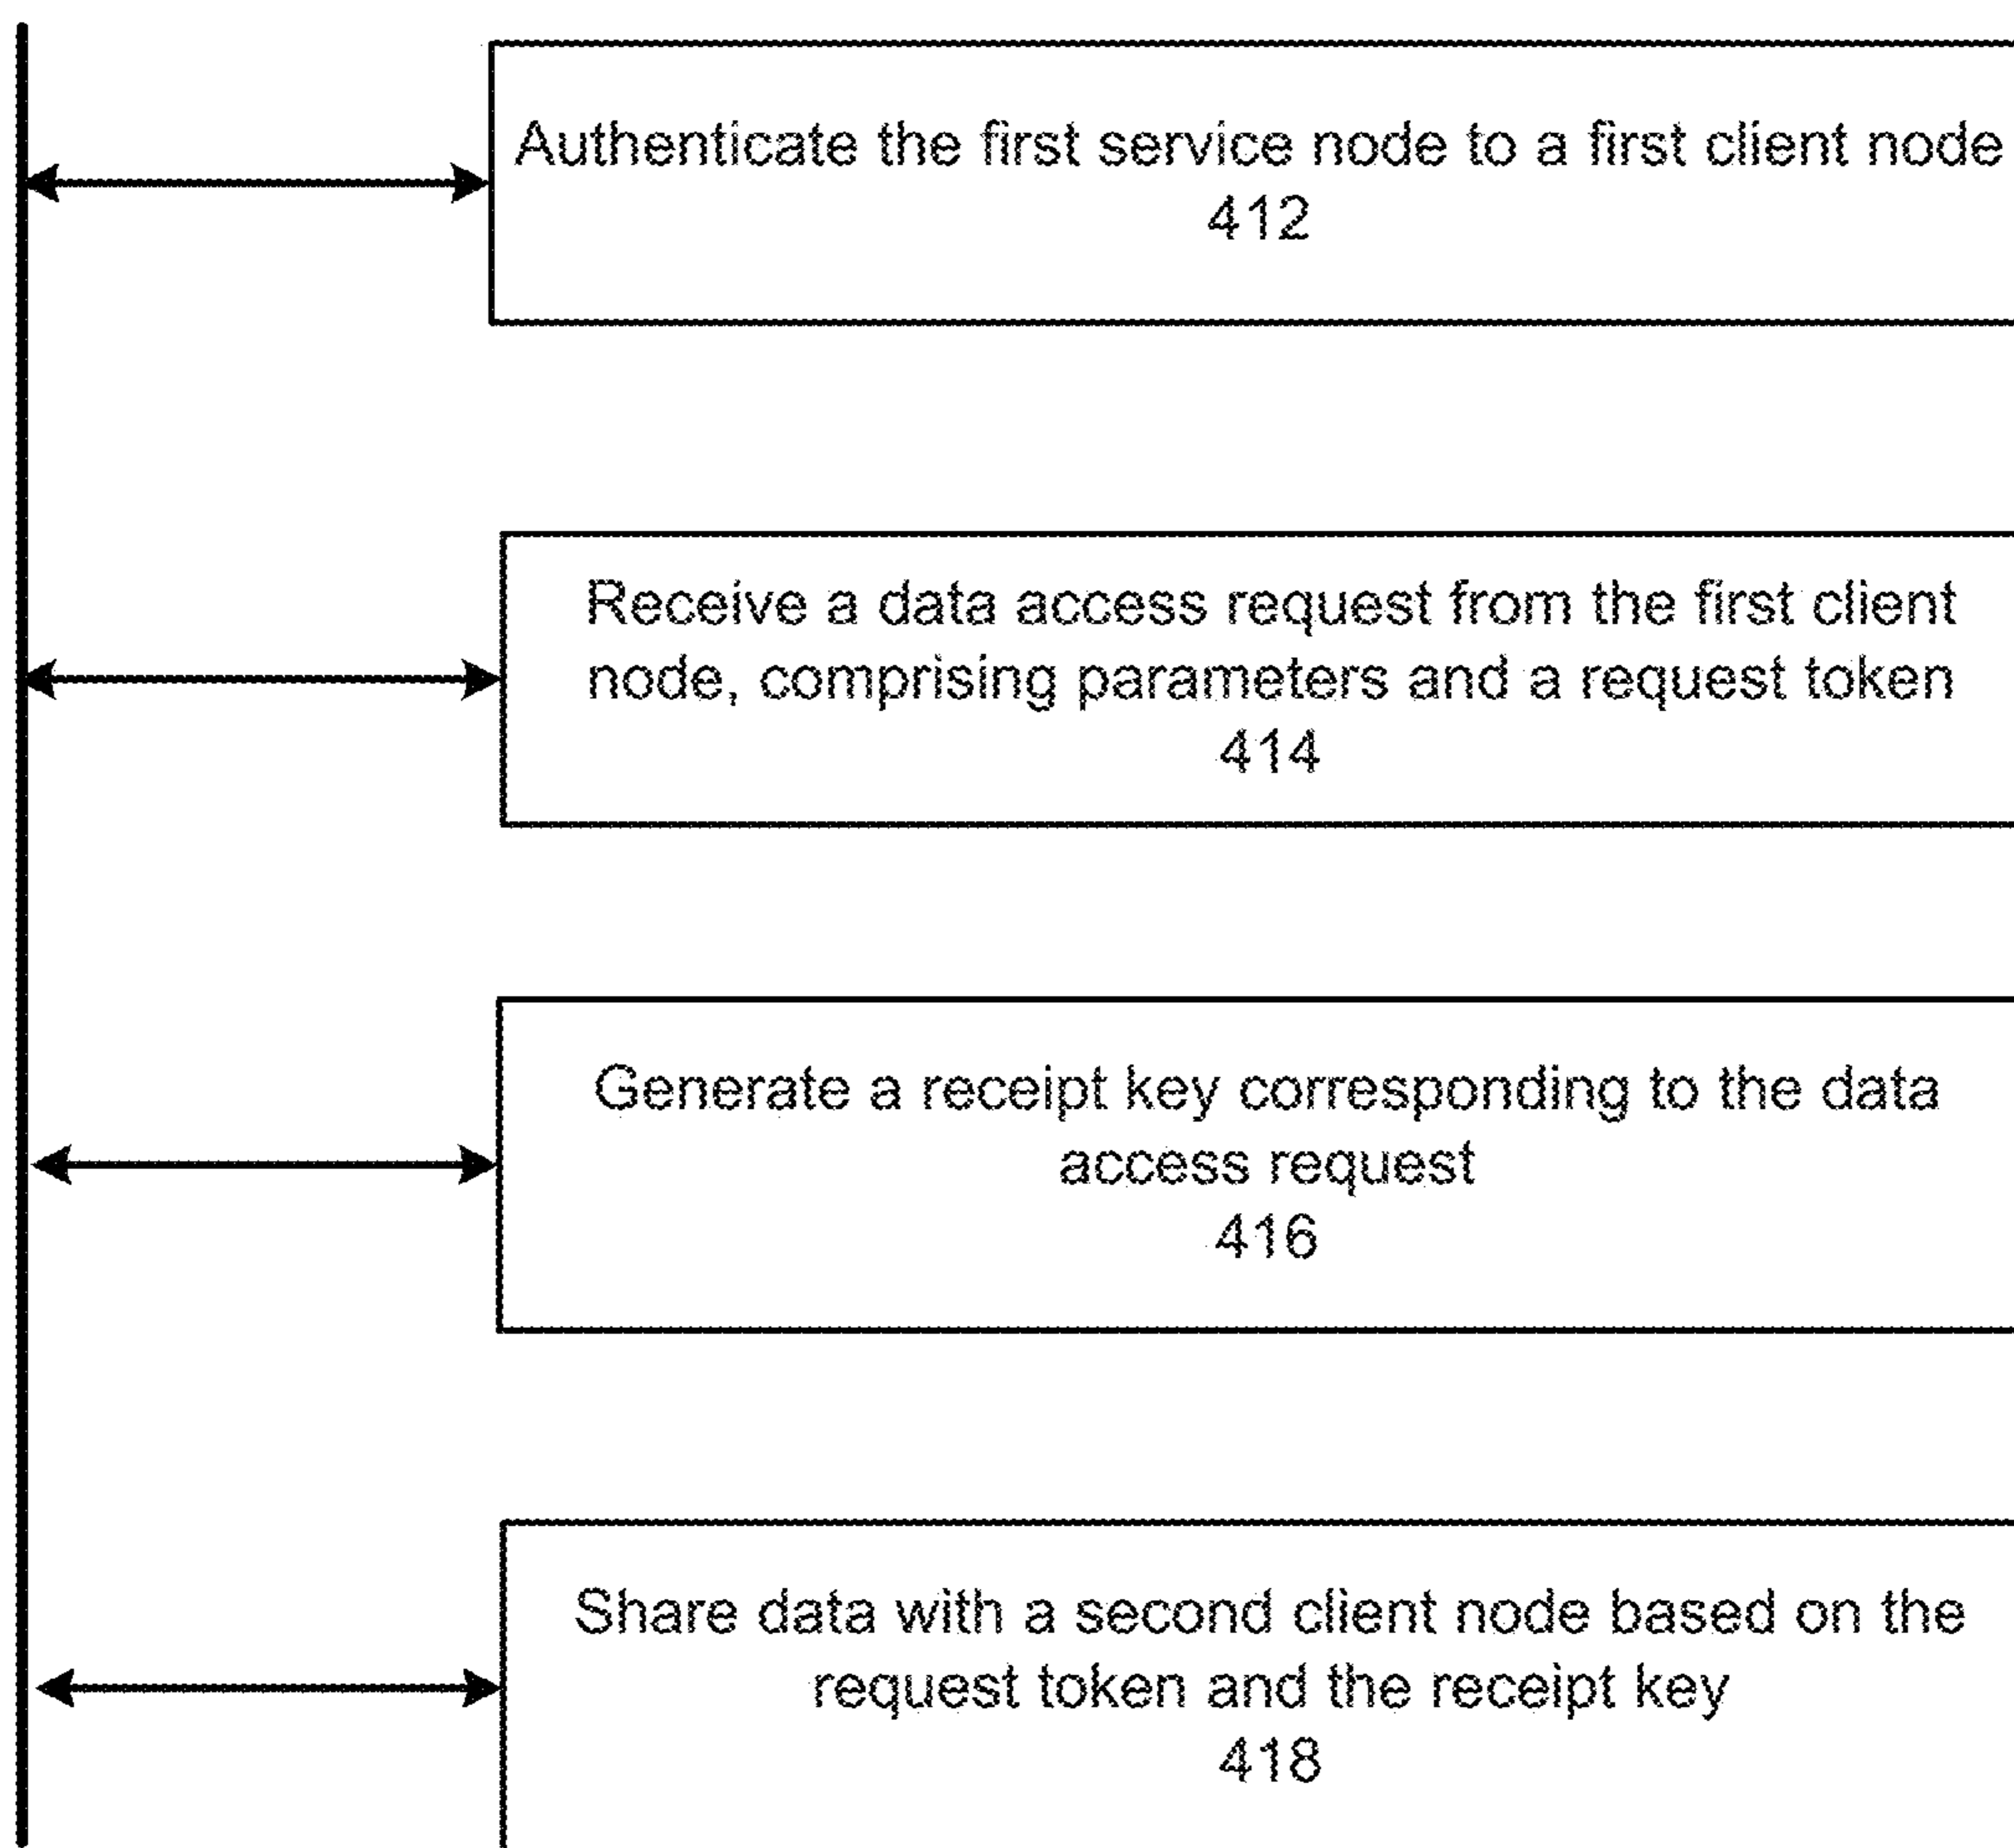 Authenticate the first service node to a first client node
412
Receive a data access request from the first client
node, comprising parameters and a request token
414
Generate a receipt key corresponding to the data
access request
416
Share data with a second client node based on the
request token and the receipt key
418